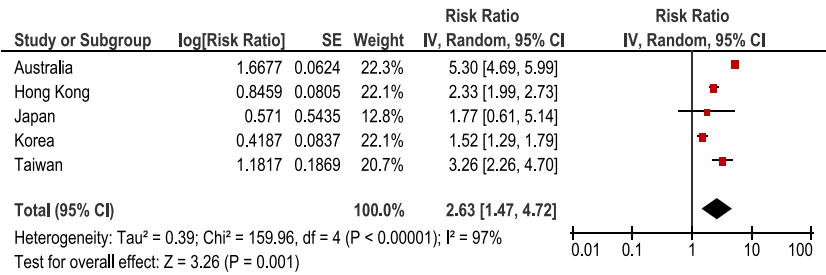 Risk Ratio Risk Ratio
Study or Subgroup log[Risk Ratio] SE Weight IV, Random, 95% CI IV, Random, 95% CI
Australia 1.6677 0.0624 22.3% 5.30 [4.69, 5.99]
Hong Kong 0.8459 0.0805 22.1% 2.33 [1.99, 2.73]
Japan 0.571 0.5435 12.8% 1.77 [0.61, 5.14]
Korea 0.4187 0.0837 22.1% 1.52 [1.29, 1.79]
Taiwan 1.1817 0.1869 20.7% 3.26 [2.26, 4.70]
Total (95% CI) 100.0% 2.63 [1.47, 4.72]
Heterogeneity: Tau² = 0.39; Chi² = 159.96, df = 4 (P < 0.00001); I² = 97%
0.01 0.1 1 10 100
Test for overall effect: Z = 3.26 (P = 0.001)